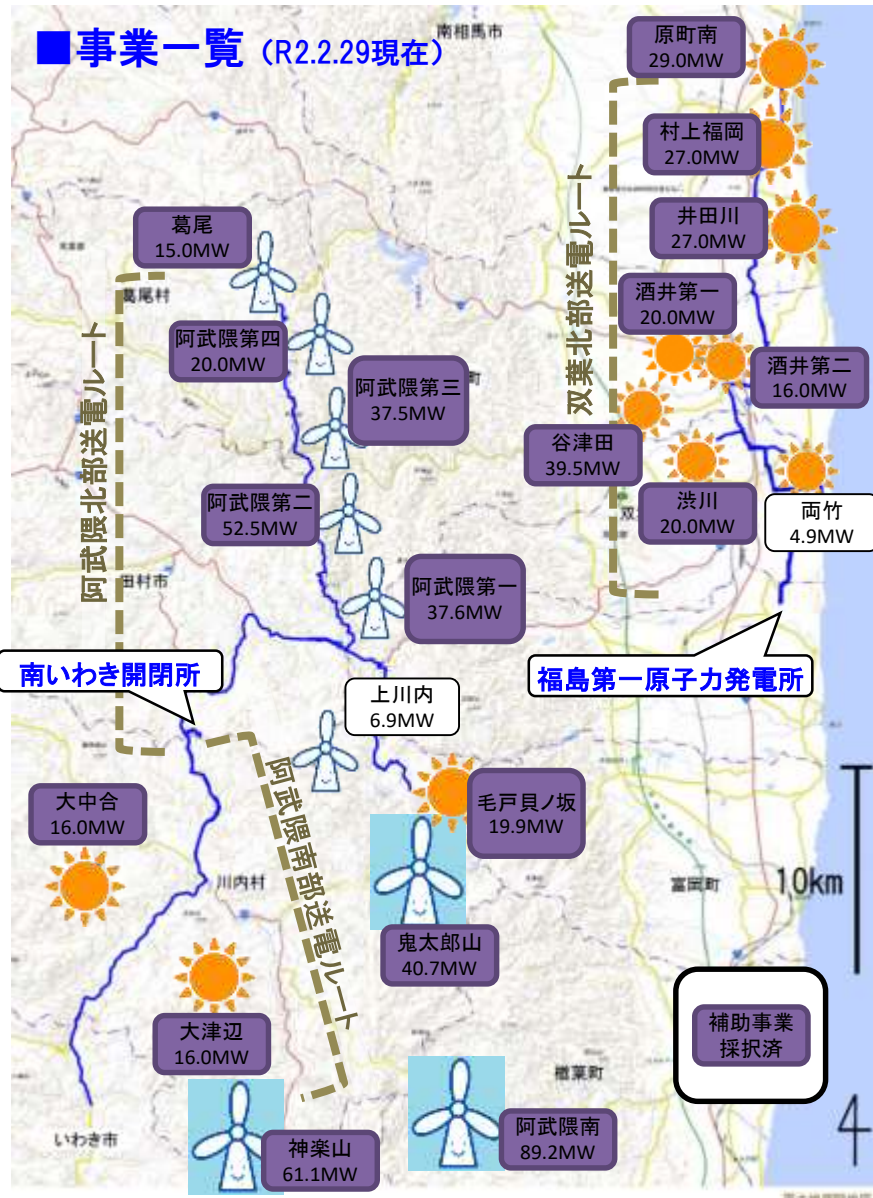 ■事業一覧（R2.2.29現在）
南相馬市
原町南
29.0MW
村上福岡
27.0MW
井田川
27.0MW
葛尾
15.0MW
葛尾村
酒井第一
20.0MW
阿武隈第四
20.0MW
酒井第二
16.0MW
阿武隈第三
37.5MW
町
双葉北部送電ルート
谷津田
39.5MW
渋川
20.0MW
両竹
4.9MW
阿武隈第二
52.5MW
双
阿武隈北部送電ルート
田村市
阿武隈第一
37.6MW
南いわき開閉所
福島第一原子力発電所
上川内
6.9MW
阿武隈南部送電ルート
大中合
16.0MW
毛戸貝ノ坂
19.9MW
川内村
富岡町
10km
鬼太郎山
40.7MW
大津辺
16.0MW
補助事業
採択済
楢葉町
いわき市
神楽山
61.1MW
阿武隈南
89.2MW